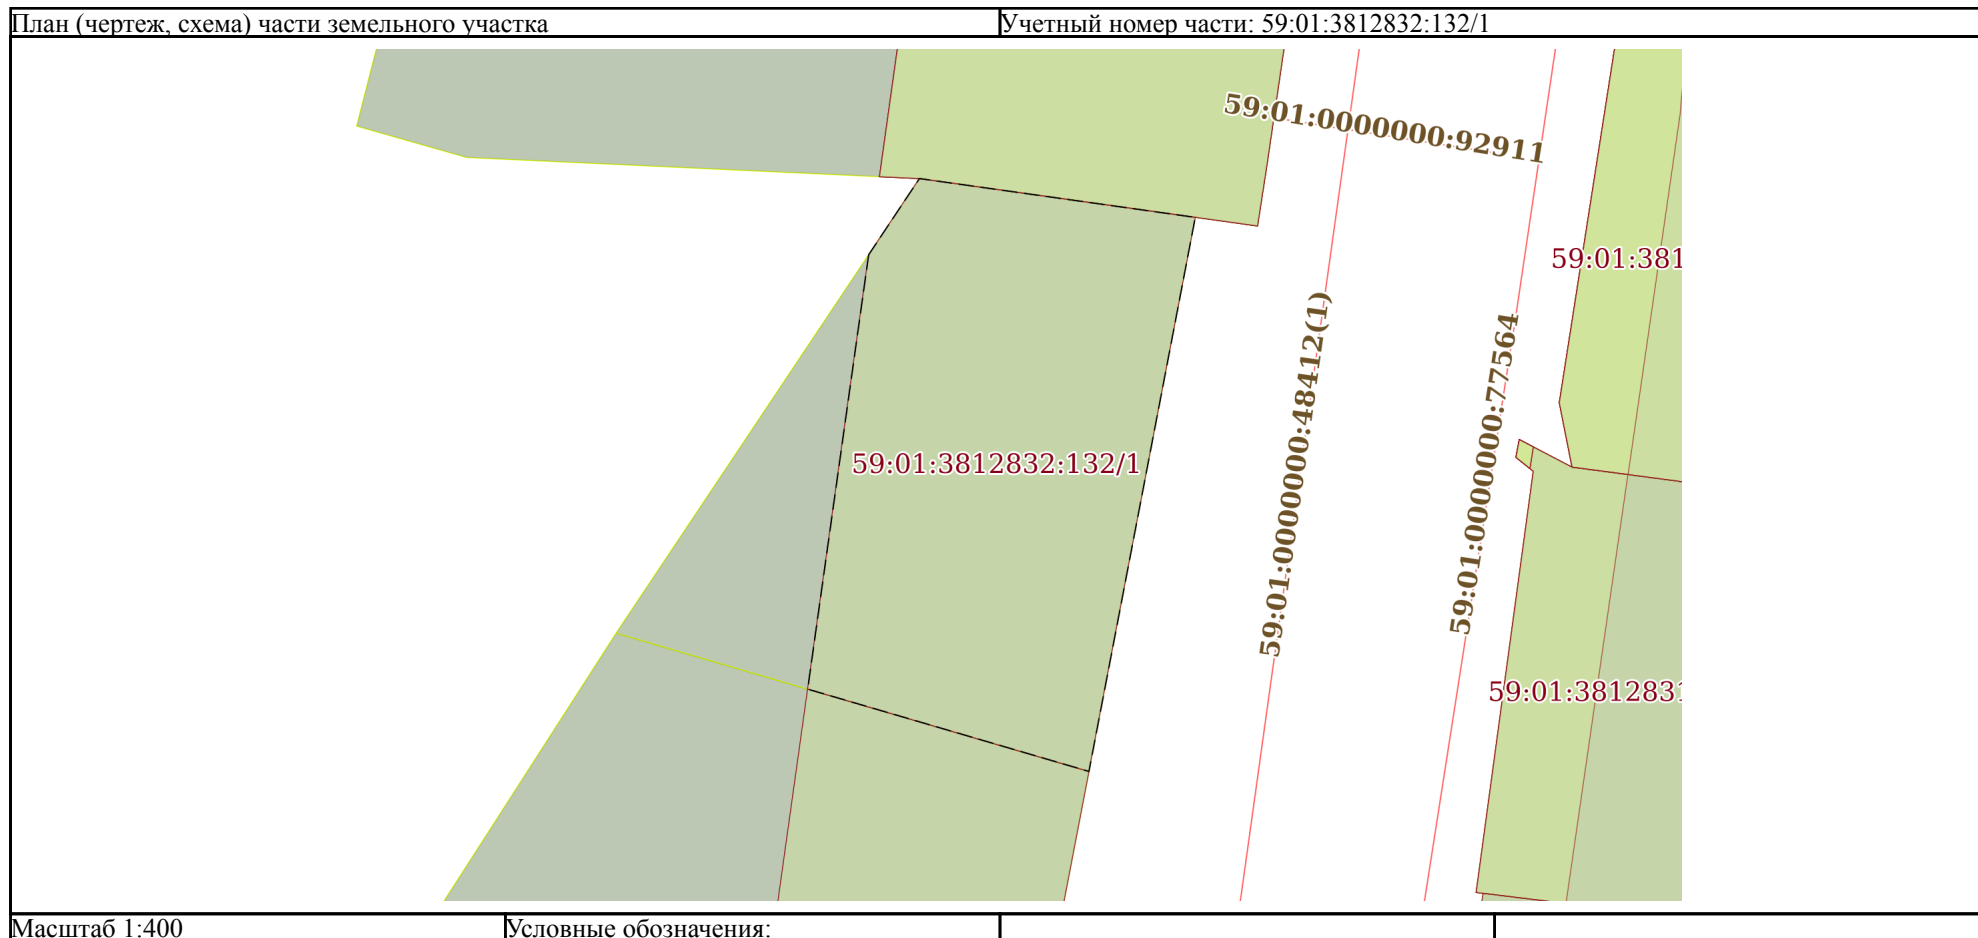 План (чертеж, схема) части земельного участка
Учетный номер части: 59:01:3812832:132/1
59:01:0000000:92911
59:01:381
59:01:0000000:48412(1)
59:01:0000000:77564
59:01:3812832:132/1
59:01:3812831
Масштаб 1:400
Условные обозначения: